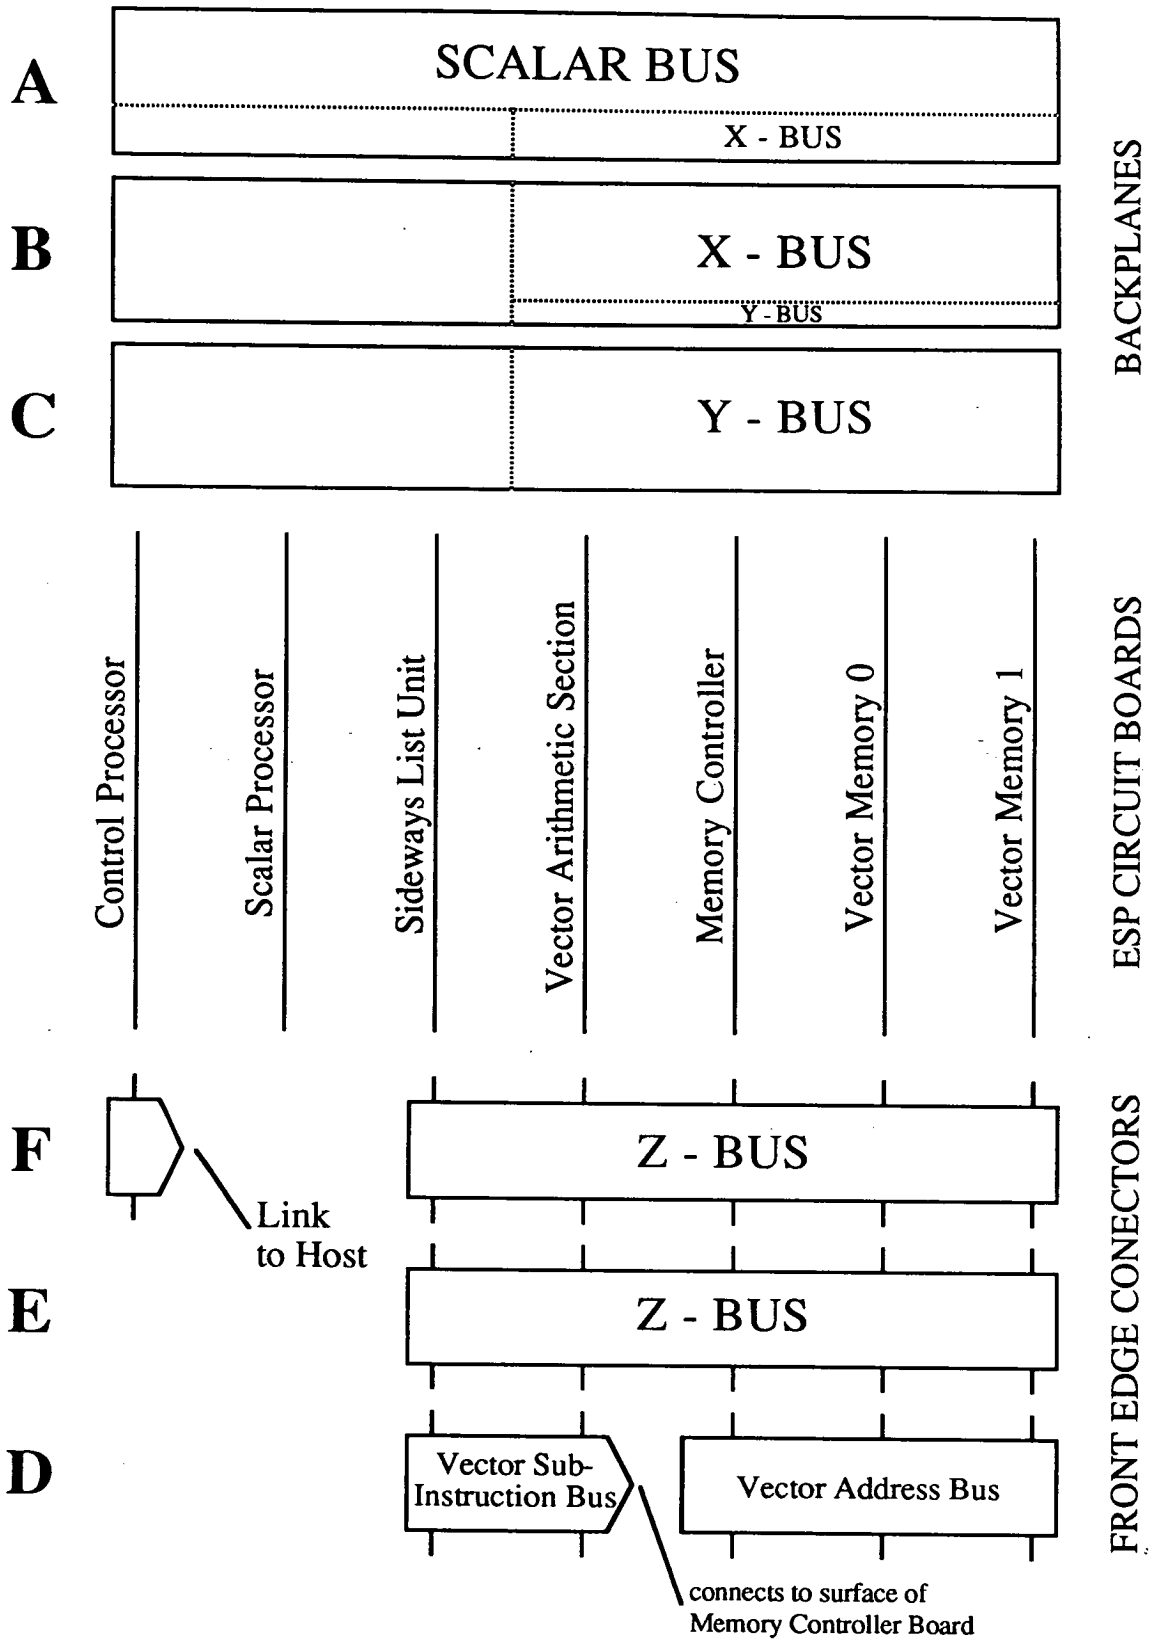 A
SCALAR BUS
X - BUS
B
X - BUS
Y - BUS
C
Y - BUS
BACKPLANES
Control Processor
Scalar Processor
Sideways List Unit
Vector Arithmetic Section
Memory Controller
Vector Memory 0
Vector Memory 1
ESP CIRCUIT BOARDS
F
Link
to Host
Z - BUS
E
Z - BUS
D
Vector Sub-
Instruction Bus
Vector Address Bus
connects to surface of
Memory Controller Board
FRONT EDGE CONECTORS